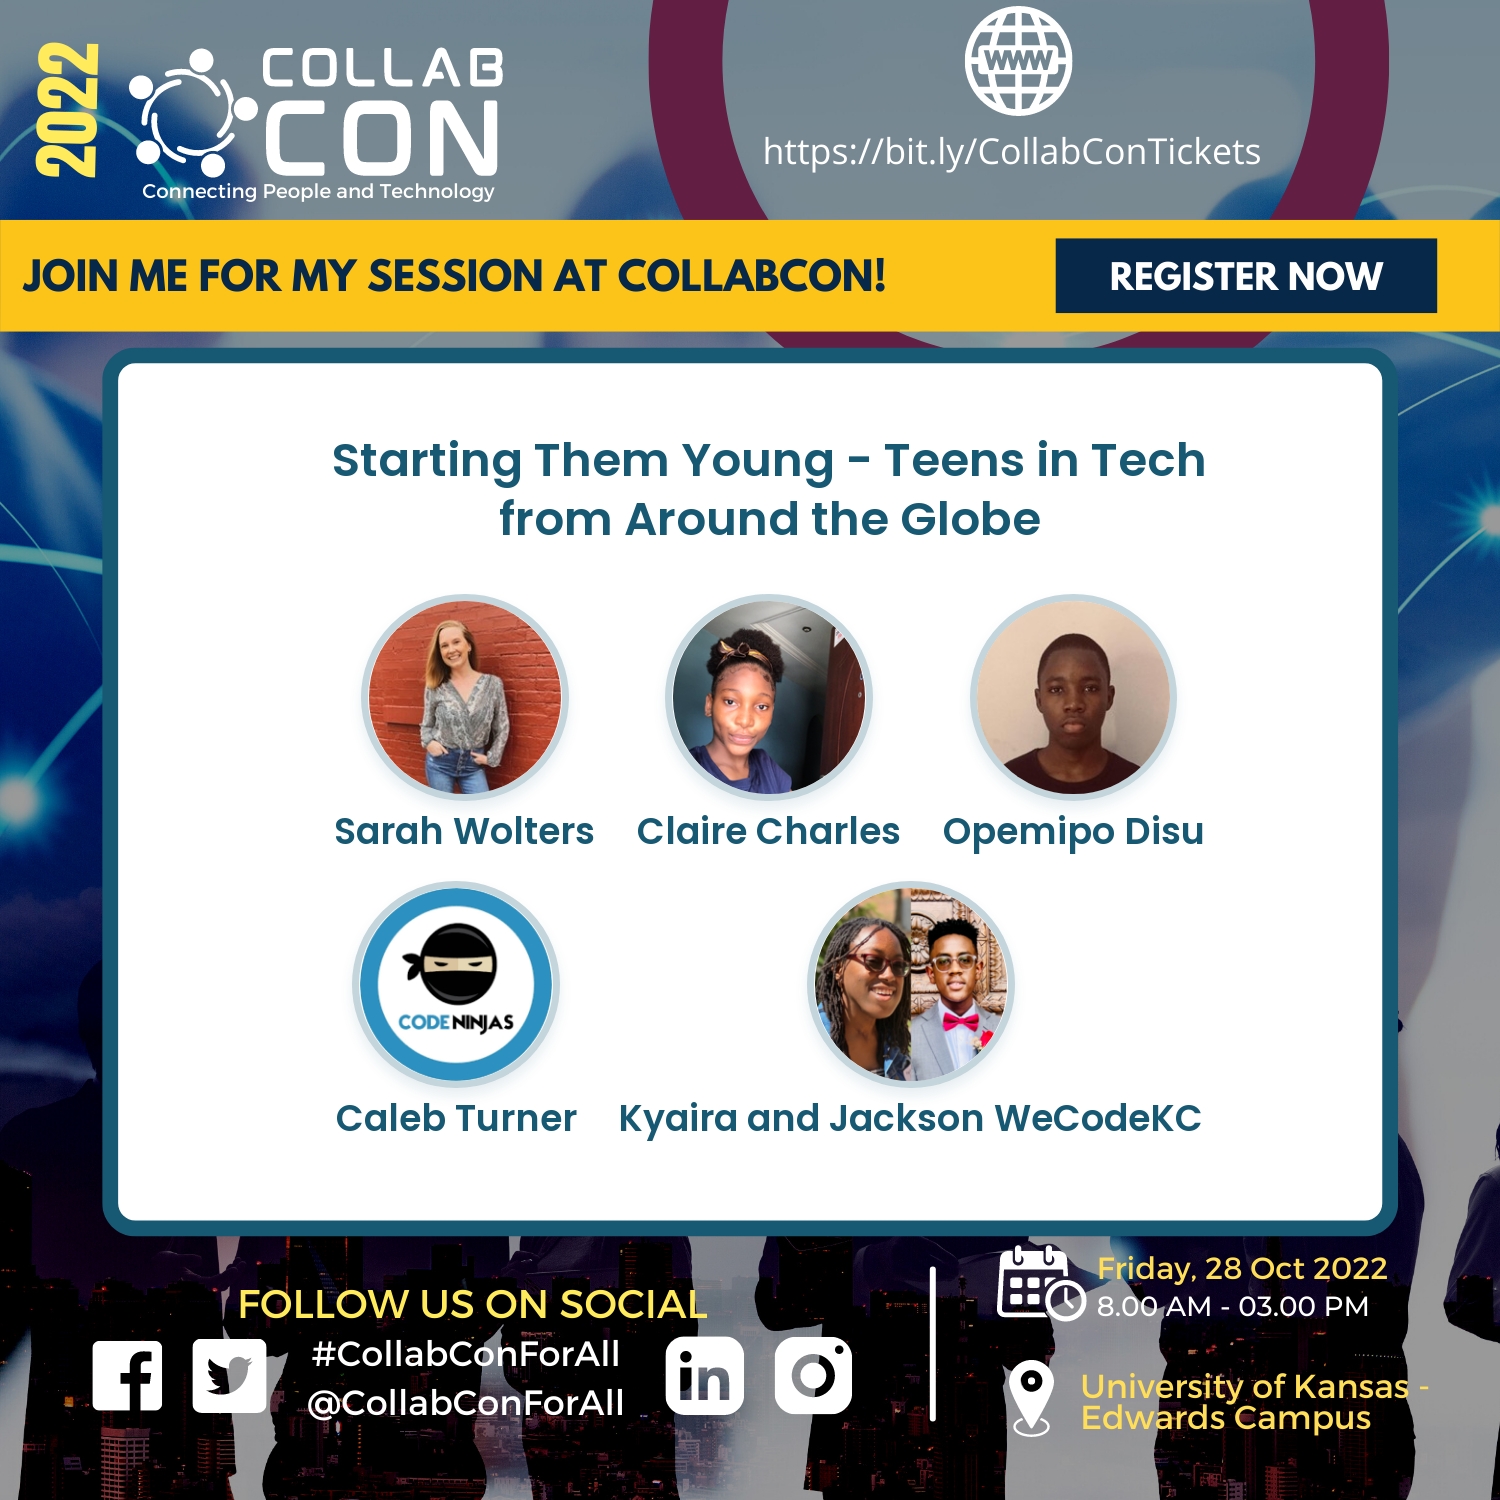 2022
COLLAB
CON
Connecting People and Technology
WWW
https://bit.ly/CollabConTickets
JOIN ME FOR MY SESSION AT COLLABCON!
REGISTER NOW
Starting Them Young - Teens in Tech
from Around the Globe
Sarah Wolters
Claire Charles
Opemipo Disu
CODE NINJAS
Caleb Turner
Kyaira and Jackson WeCodeKC
FOLLOW US ON SOCIAL
#CollabConForAll
@CollabConForAll
in
Friday, 28 Oct 2022
8.00 AM - 03.00 PM
University of Kansas -
Edwards Campus